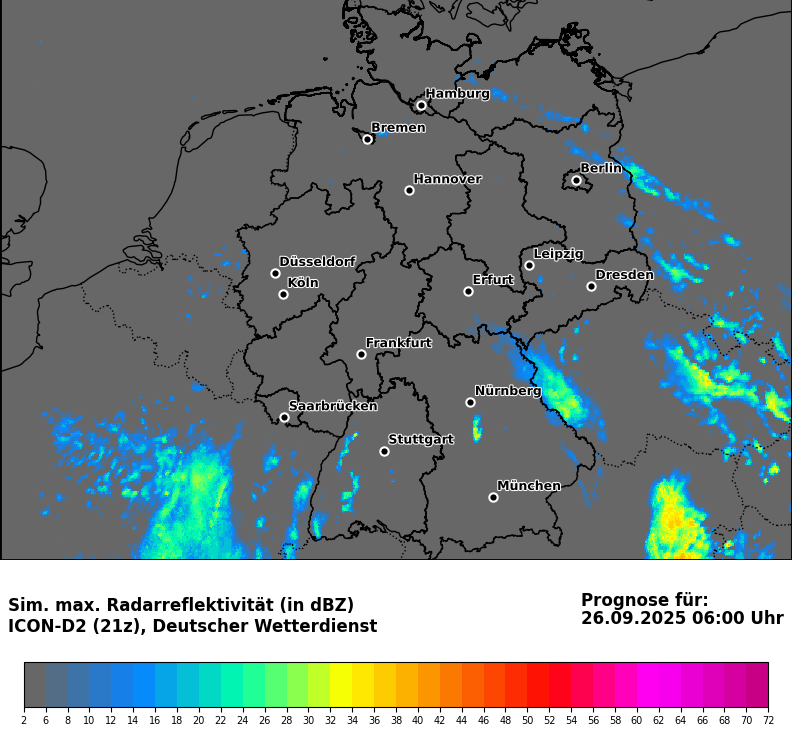 Hamburg
Bremen
Berlin
Hannover
Leipzig
Düsseldorf
Dresden
Köln
Erfurt
Frankfurt
Nürnberg
Saarbrücken
Stuttgart
München
Sim. max. Radarreflektivität (in dBZ)
ICON-D2 (21z), Deutscher Wetterdienst
Prognose für:
26.09.2025 06:00 Uhr
2 6 8 10 12 14 16 18 20 22 24 26 28 30 32 34 36 38 40 42 44 46 48 50 52 54 56 58 60 62 64 66 68 70 72